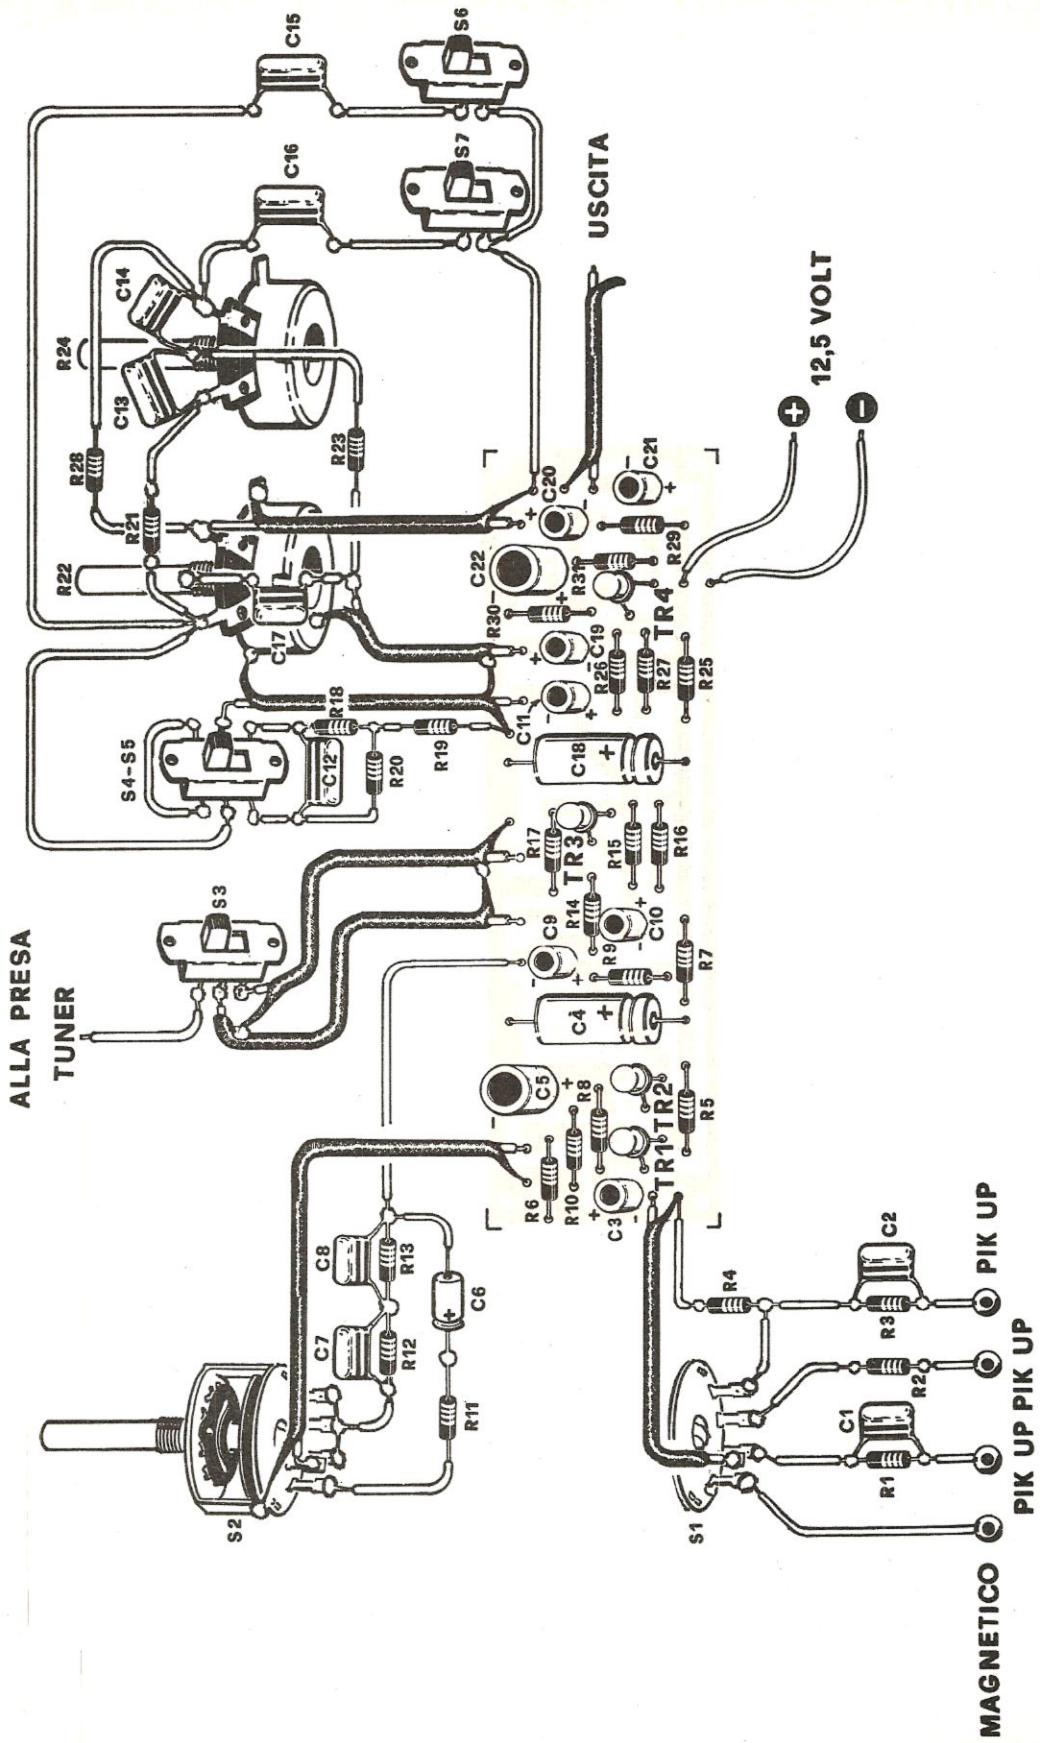 ALLA PRESA
TUNER
S2
C7
C8
R12
R13
R11
C6
S3
S4-S5
C12
R18
R20
R19
R22
R21
R28
C17
R24
C13
C14
R23
C15
C16
S6
S7
USCITA
12,5 VOLT
+
-
R6
R10
R8
C5
-
+
C3
+
-
TR1
TR2
R5
C4
+
C9
-
+
R9
R14
C10
-
+
R7
R17
TR3
R15
R16
C18
+
C11
-
+
C19
+
-
R26
R27
R25
R30
C22
-
+
R31
TR4
C20
+
-
R29
C21
-
+
S1
R4
C1
R1
R2
R3
C2
MAGNETICO
PIK UP
PIK UP
PIK UP